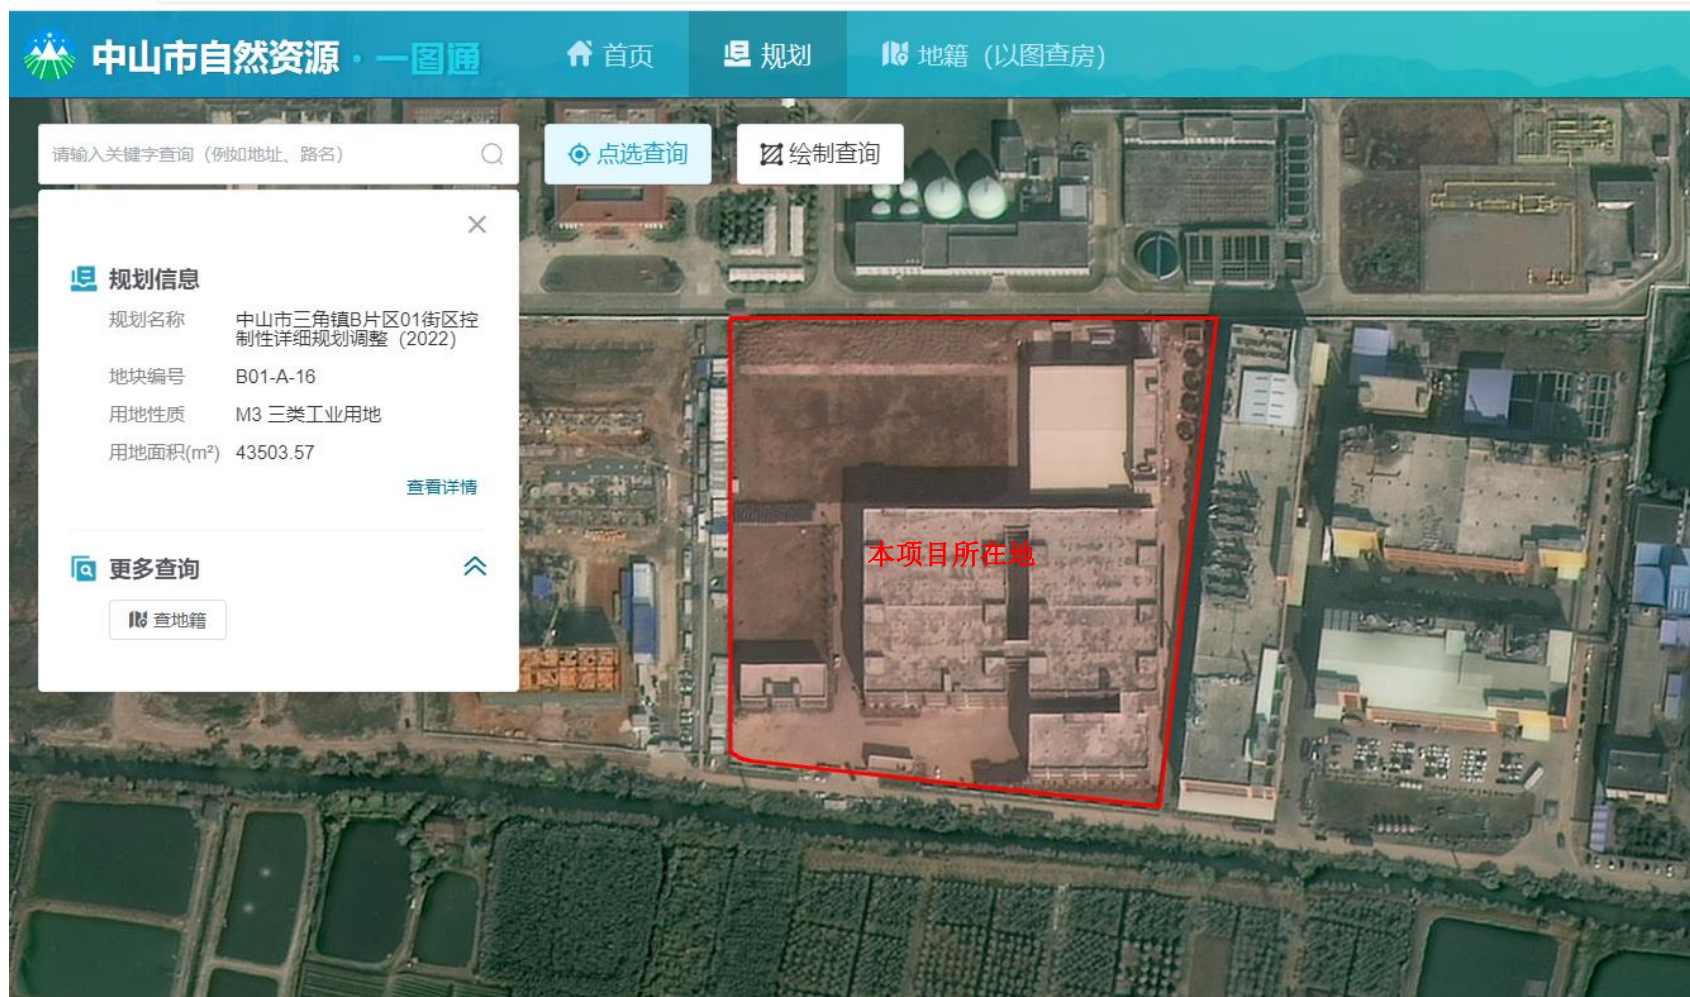 中山市自然资源·一图通
首页
规划
地籍（以图查房）
请输入关键字查询（例如地址、路名）
点选查询
绘制查询
规划信息
规划名称 中山市三角镇B片区01街区控
制性详细规划调整（2022）
地块编号 B01-A-16
用地性质 M3 三类工业用地
用地面积(m²) 43503.57
查看详情
更多查询
查地籍
本项目所在地